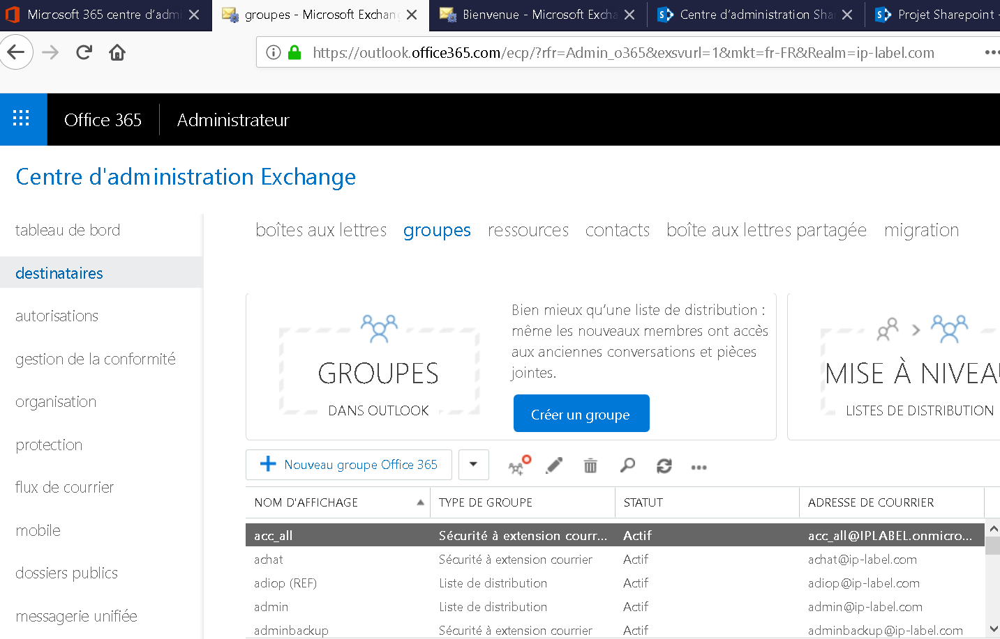 Microsoft 365 centre d'admi
groupes - Microsoft Exchang
Bienvenue - Microsoft Excha
Centre d'administration Sha
Projet Sharepoint -
https://outlook.office365.com/ecp/?rfr=Admin_o365&exsvurl=1&mkt=fr-FR&Realm=ip-label.com
Office 365
Administrateur
Centre d'administration Exchange
tableau de bord
destinataires
autorisations
gestion de la conformité
organisation
protection
flux de courrier
mobile
dossiers publics
messagerie unifiée
boîtes aux lettres groupes ressources contacts boîte aux lettres partagée migration
GROUPES
DANS OUTLOOK
Bien mieux qu'une liste de distribution :
même les nouveaux membres ont accès
aux anciennes conversations et pièces
jointes.
Créer un groupe
MISE À NIVEAU
LISTES DE DISTRIBUTION
Nouveau groupe Office 365
NOM D'AFFICHAGE TYPE DE GROUPE STATUT ADRESSE DE COURRIER
acc_all Sécurité à extension courr... Actif acc_all@IPLABEL.onmicro...
achat Sécurité à extension courrier Actif achat@ip-label.com
adiop (REF) Liste de distribution Actif adiop@ip-label.com
admin Liste de distribution Actif admin@ip-label.com
adminbackup Sécurité à extension courrier Actif adminbackup@ip-label.com